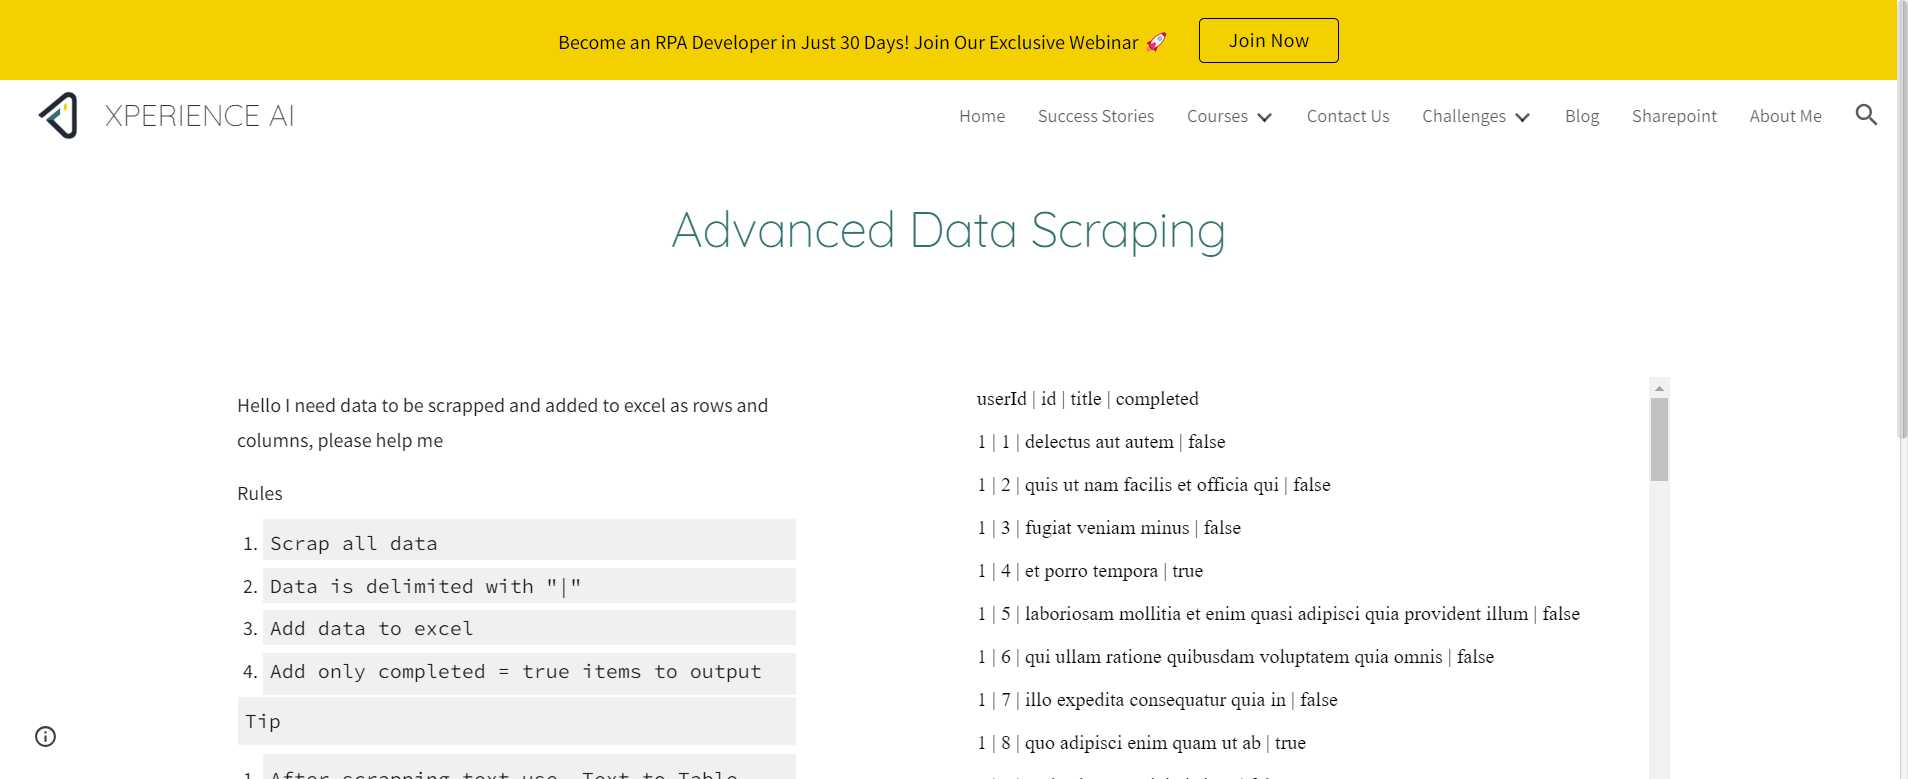 Become an RPA Developer in Just 30 Days! Join Our Exclusive Webinar 🚀
Join Now
XPERIENCE AI
Home
Success Stories
Courses
Contact Us
Challenges
Blog
Sharepoint
About Me
Advanced Data Scraping
Hello I need data to be scrapped and added to excel as rows and
columns, please help me
Rules
1. Scrap all data
2. Data is delimited with "|"
3. Add data to excel
4. Add only completed = true items to output
Tip
1. After scrapping text use Text to Table
userId | id | title | completed
1 | 1 | delectus aut autem | false
1 | 2 | quis ut nam facilis et officia qui | false
1 | 3 | fugiat veniam minus | false
1 | 4 | et porro tempora | true
1 | 5 | laboriosam mollitia et enim quasi adipisci quia provident illum | false
1 | 6 | qui ullam ratione quibusdam voluptatem quia omnis | false
1 | 7 | illo expedita consequatur quia in | false
1 | 8 | quo adipisci enim quam ut ab | true